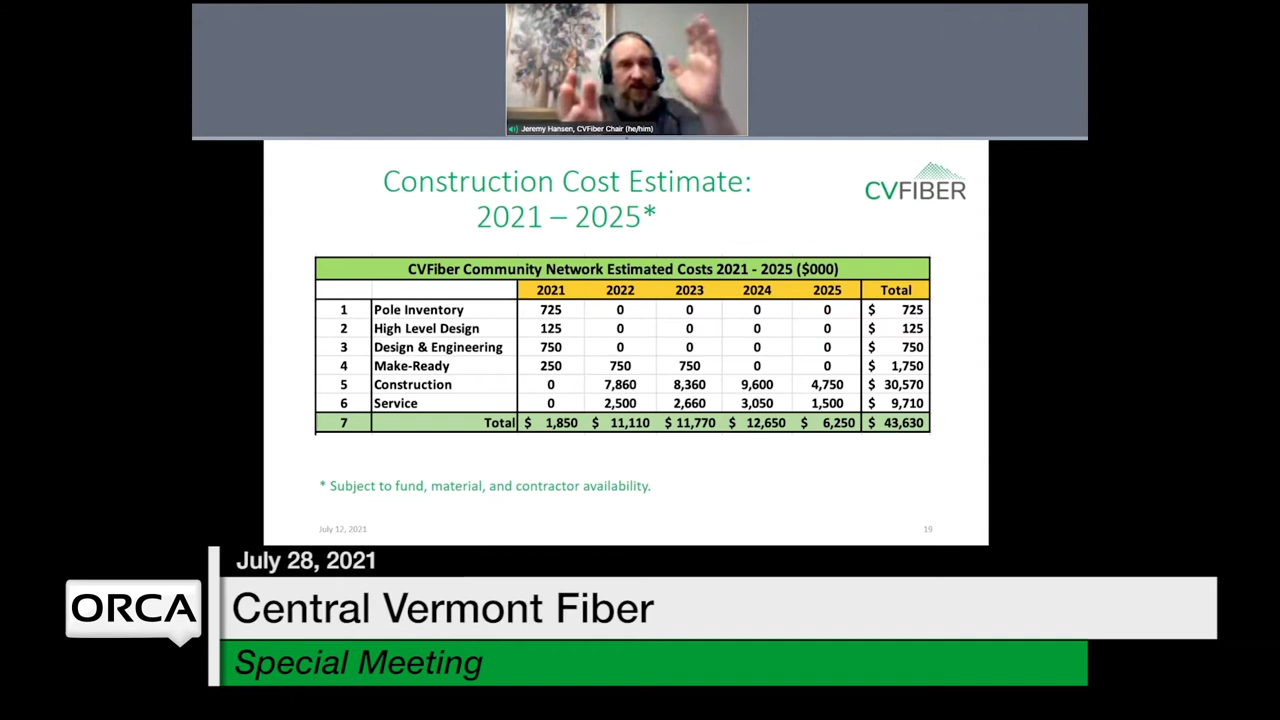 Jeremy Hansen, CVFiber Chair (he/him)
Construction Cost Estimate:
2021 – 2025*
CVFIBER
CVFiber Community Network Estimated Costs 2021 - 2025 ($000)
2021 2022 2023 2024 2025 Total
1 Pole Inventory 725 0 0 0 0 $ 725
2 High Level Design 125 0 0 0 0 $ 125
3 Design & Engineering 750 0 0 0 0 $ 750
4 Make-Ready 250 750 750 0 0 $ 1,750
5 Construction 0 7,860 8,360 9,600 4,750 $ 30,570
6 Service 0 2,500 2,660 3,050 1,500 $ 9,710
7 Total $ 1,850 $ 11,110 $ 11,770 $ 12,650 $ 6,250 $ 43,630
* Subject to fund, material, and contractor availability.
July 12, 2021 19
July 28, 2021
ORCA
Central Vermont Fiber
Special Meeting